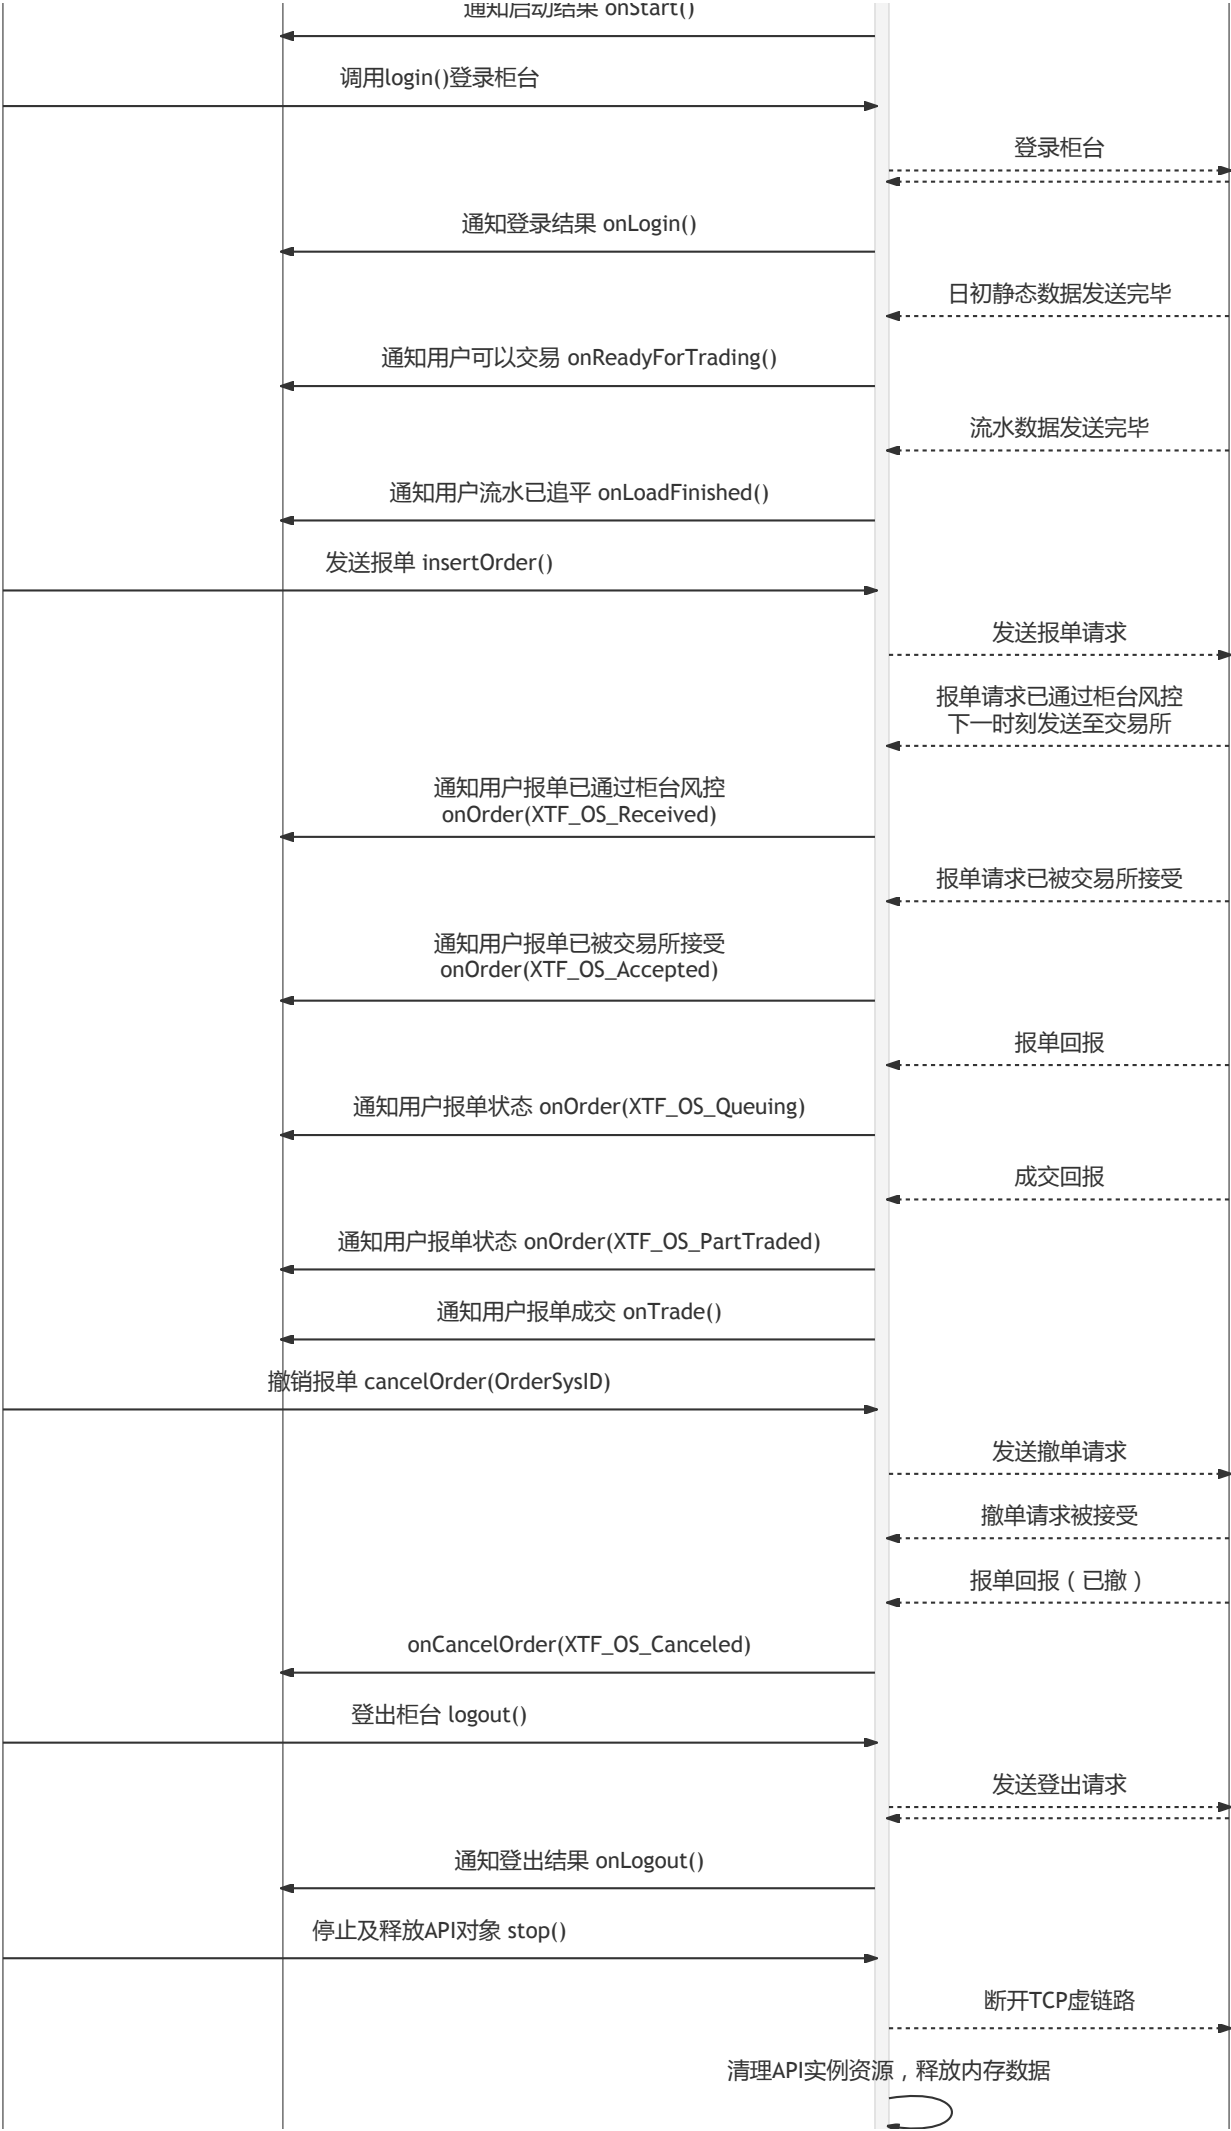 通知启动结果 onStart()
调用login()登录柜台
登录柜台
通知登录结果 onLogin()
日初静态数据发送完毕
通知用户可以交易 onReadyForTrading()
流水数据发送完毕
通知用户流水已追平 onLoadFinished()
发送报单 insertOrder()
发送报单请求
报单请求已通过柜台风控
下一时刻发送至交易所
通知用户报单已通过柜台风控
onOrder(XTF_OS_Received)
报单请求已被交易所接受
通知用户报单已被交易所接受
onOrder(XTF_OS_Accepted)
报单回报
通知用户报单状态 onOrder(XTF_OS_Queuing)
成交回报
通知用户报单状态 onOrder(XTF_OS_PartTraded)
通知用户报单成交 onTrade()
撤销报单 cancelOrder(OrderSysID)
发送撤单请求
撤单请求被接受
报单回报（已撤）
onCancelOrder(XTF_OS_Canceled)
登出柜台 logout()
发送登出请求
通知登出结果 onLogout()
停止及释放API对象 stop()
断开TCP虚链路
清理API实例资源，释放内存数据